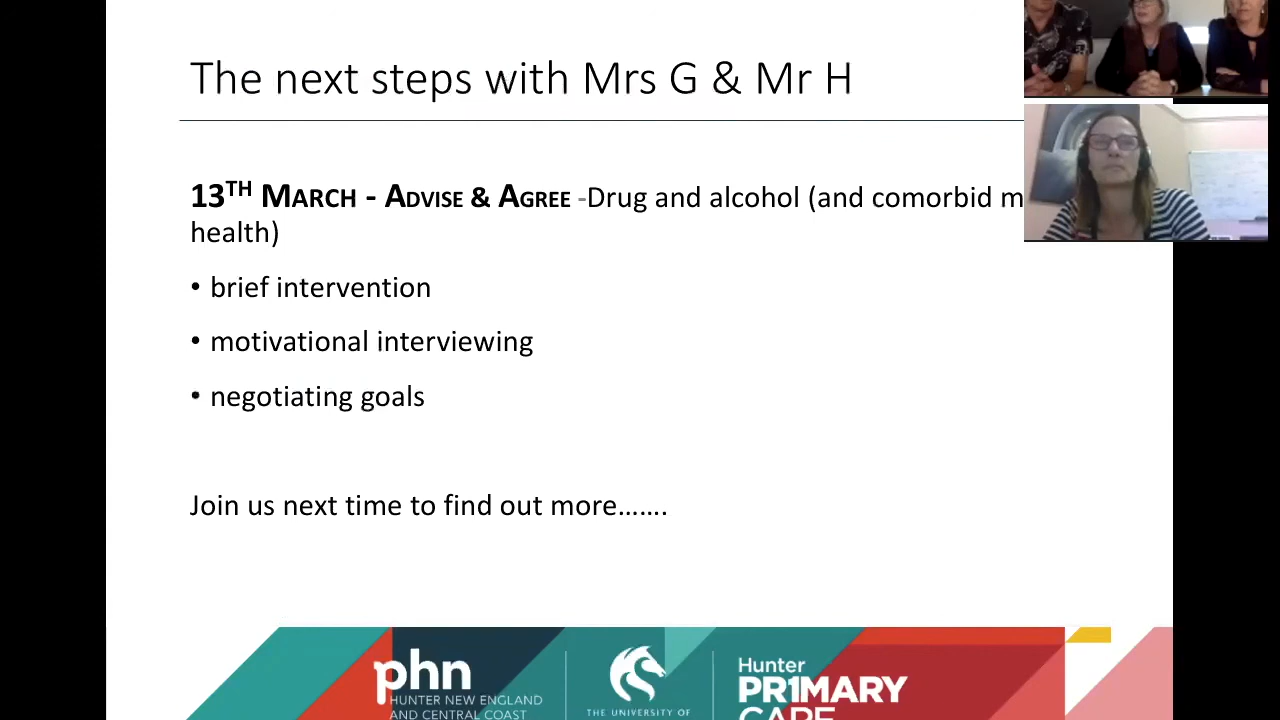 The next steps with Mrs G & Mr H
13TH MARCH - ADVISE & AGREE -Drug and alcohol (and comorbid m
health)
• brief intervention
• motivational interviewing
• negotiating goals
Join us next time to find out more…….
phn
HUNTER NEW ENGLAND
AND CENTRAL COAST
THE UNIVERSITY OF
Hunter
PR1MARY
CARE